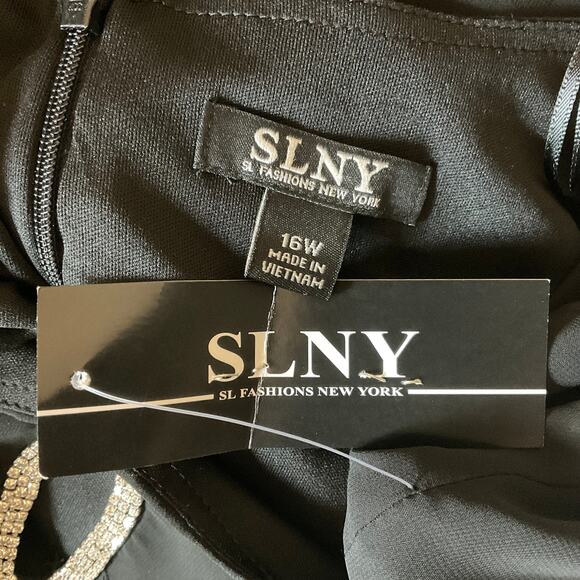 SLNY
SL FASHIONS NEW YORK
16W
MADE IN
VIETNAM
SLNY
SL FASHIONS NEW YORK